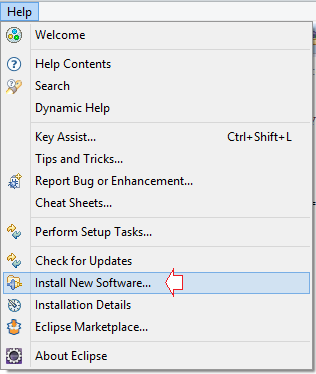 Help
Welcome
Help Contents
Search
Dynamic Help
Key Assist... Ctrl+Shift+L
Tips and Tricks...
Report Bug or Enhancement...
Cheat Sheets...
Perform Setup Tasks...
Check for Updates
Install New Software...
Installation Details
Eclipse Marketplace...
About Eclipse